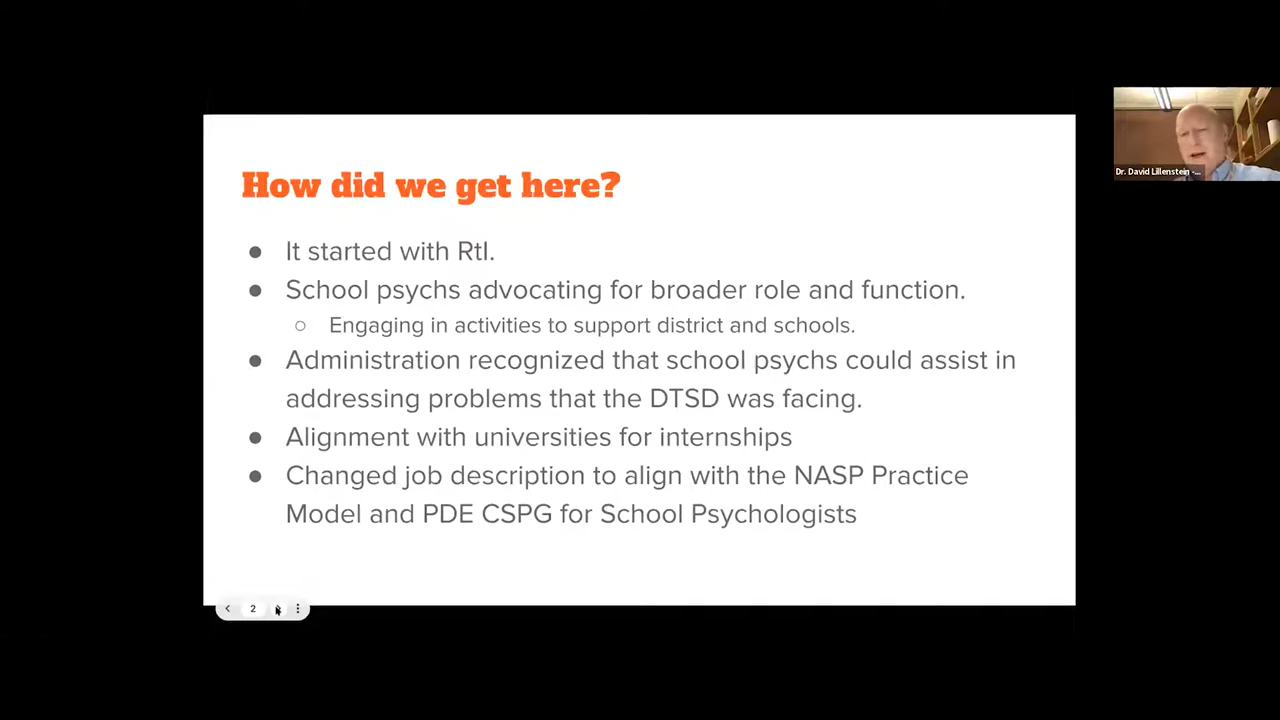 How did we get here?
● It started with RtI.
● School psychs advocating for broader role and function.
○ Engaging in activities to support district and schools.
● Administration recognized that school psychs could assist in
addressing problems that the DTSD was facing.
● Alignment with universities for internships
● Changed job description to align with the NASP Practice
Model and PDE CSPG for School Psychologists
Dr. David Lillenstein -...
2